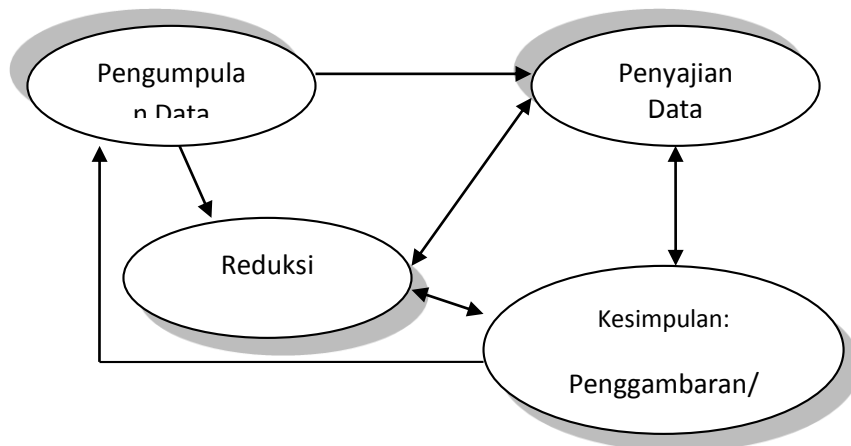 Pengumpula
n Data
Penyajian
Data
Reduksi
Kesimpulan:
Penggambaran/